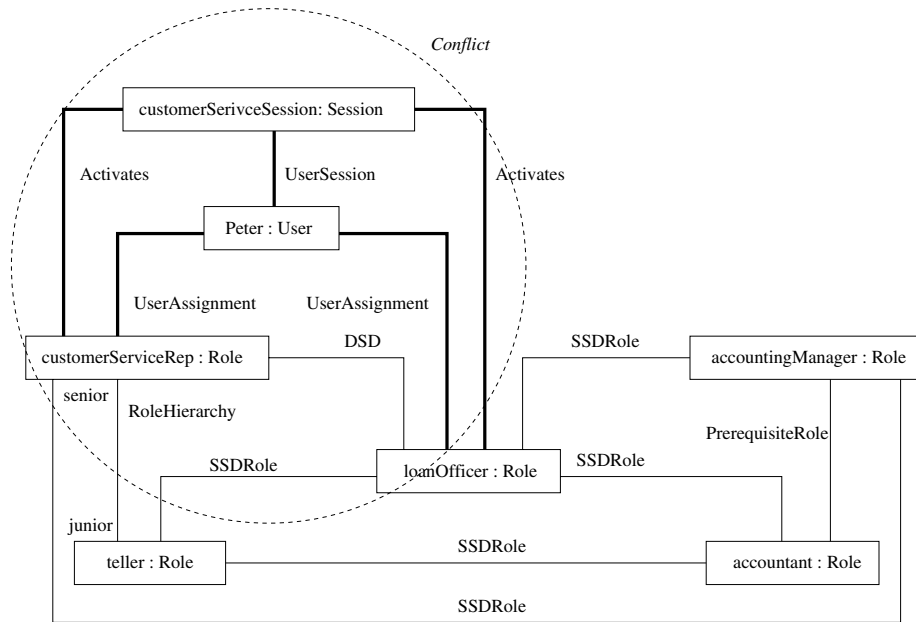 Conflict
customerSerivceSession: Session
Activates
UserSession
Activates
Peter : User
UserAssignment
UserAssignment
DSD
SSDRole
customerServiceRep : Role
accountingManager : Role
senior
RoleHierarchy
PrerequisiteRole
SSDRole
SSDRole
loanOfficer : Role
junior
teller : Role
SSDRole
accountant : Role
SSDRole